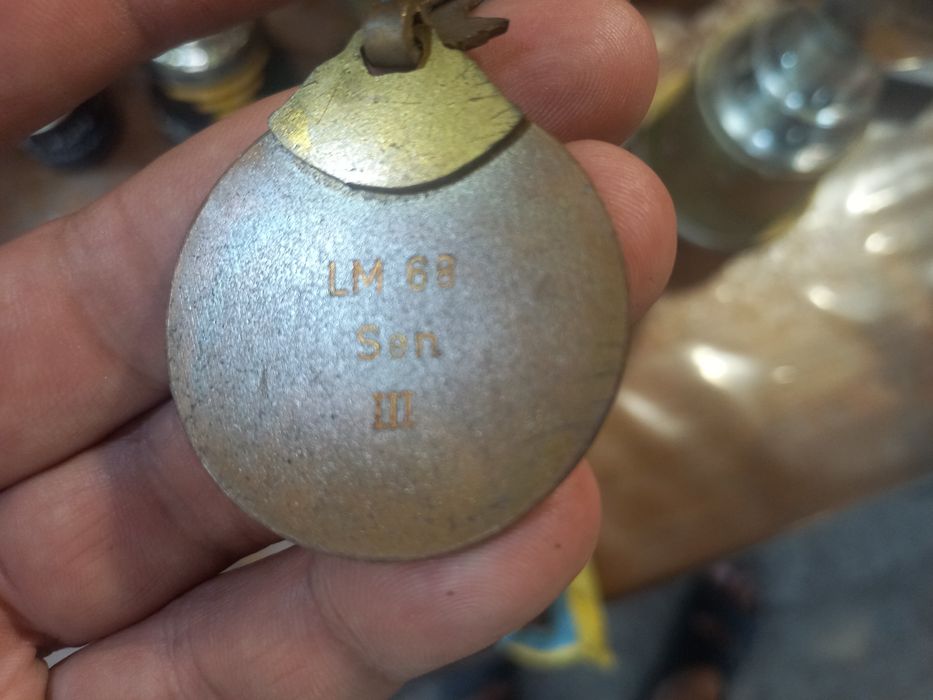 LM 68
Sen.
III